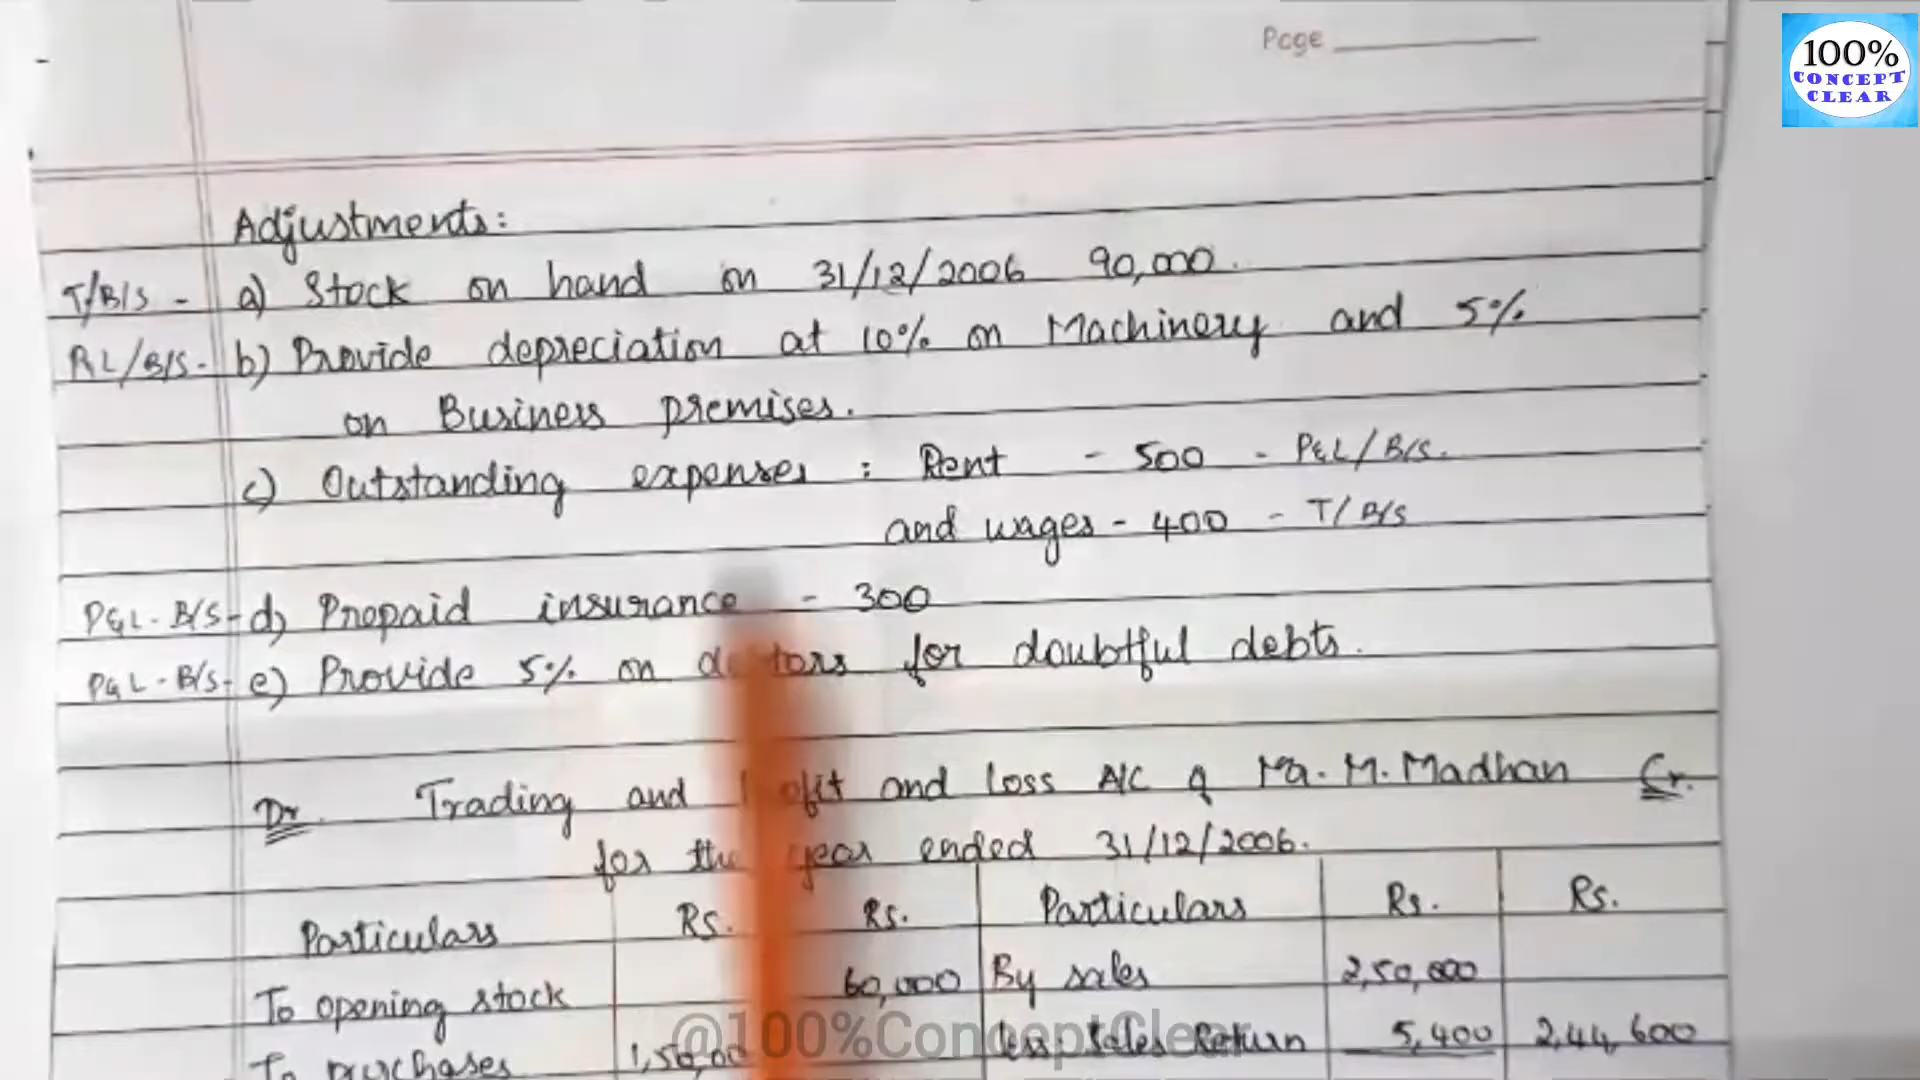 Page
100%
CONCEPT
CLEAR
Adjustments:
T/B/S - a) Stock on hand on 31/12/2006 90,000.
b) Provide depreciation at 10% on Machinery and 5%
on Business premises.
c) Outstanding expenses : Rent - 500 - P&L/B/S.
and wages - 400 - T/B/S
P&L - B/S - d) Prepaid insurance - 300
P&L - B/S - e) Provide 5% on for doubtful debts.
Dr. Trading and and Loss A/C of Mr. M. Madhan Cr.
for the year ended 31/12/2006.
Particulars Rs. Rs. Particulars Rs. Rs.
To opening stock 60,000 By sales 2,50,000
To purchases less: Sales Return 5,400 2,44,600
@100%ConceptClear